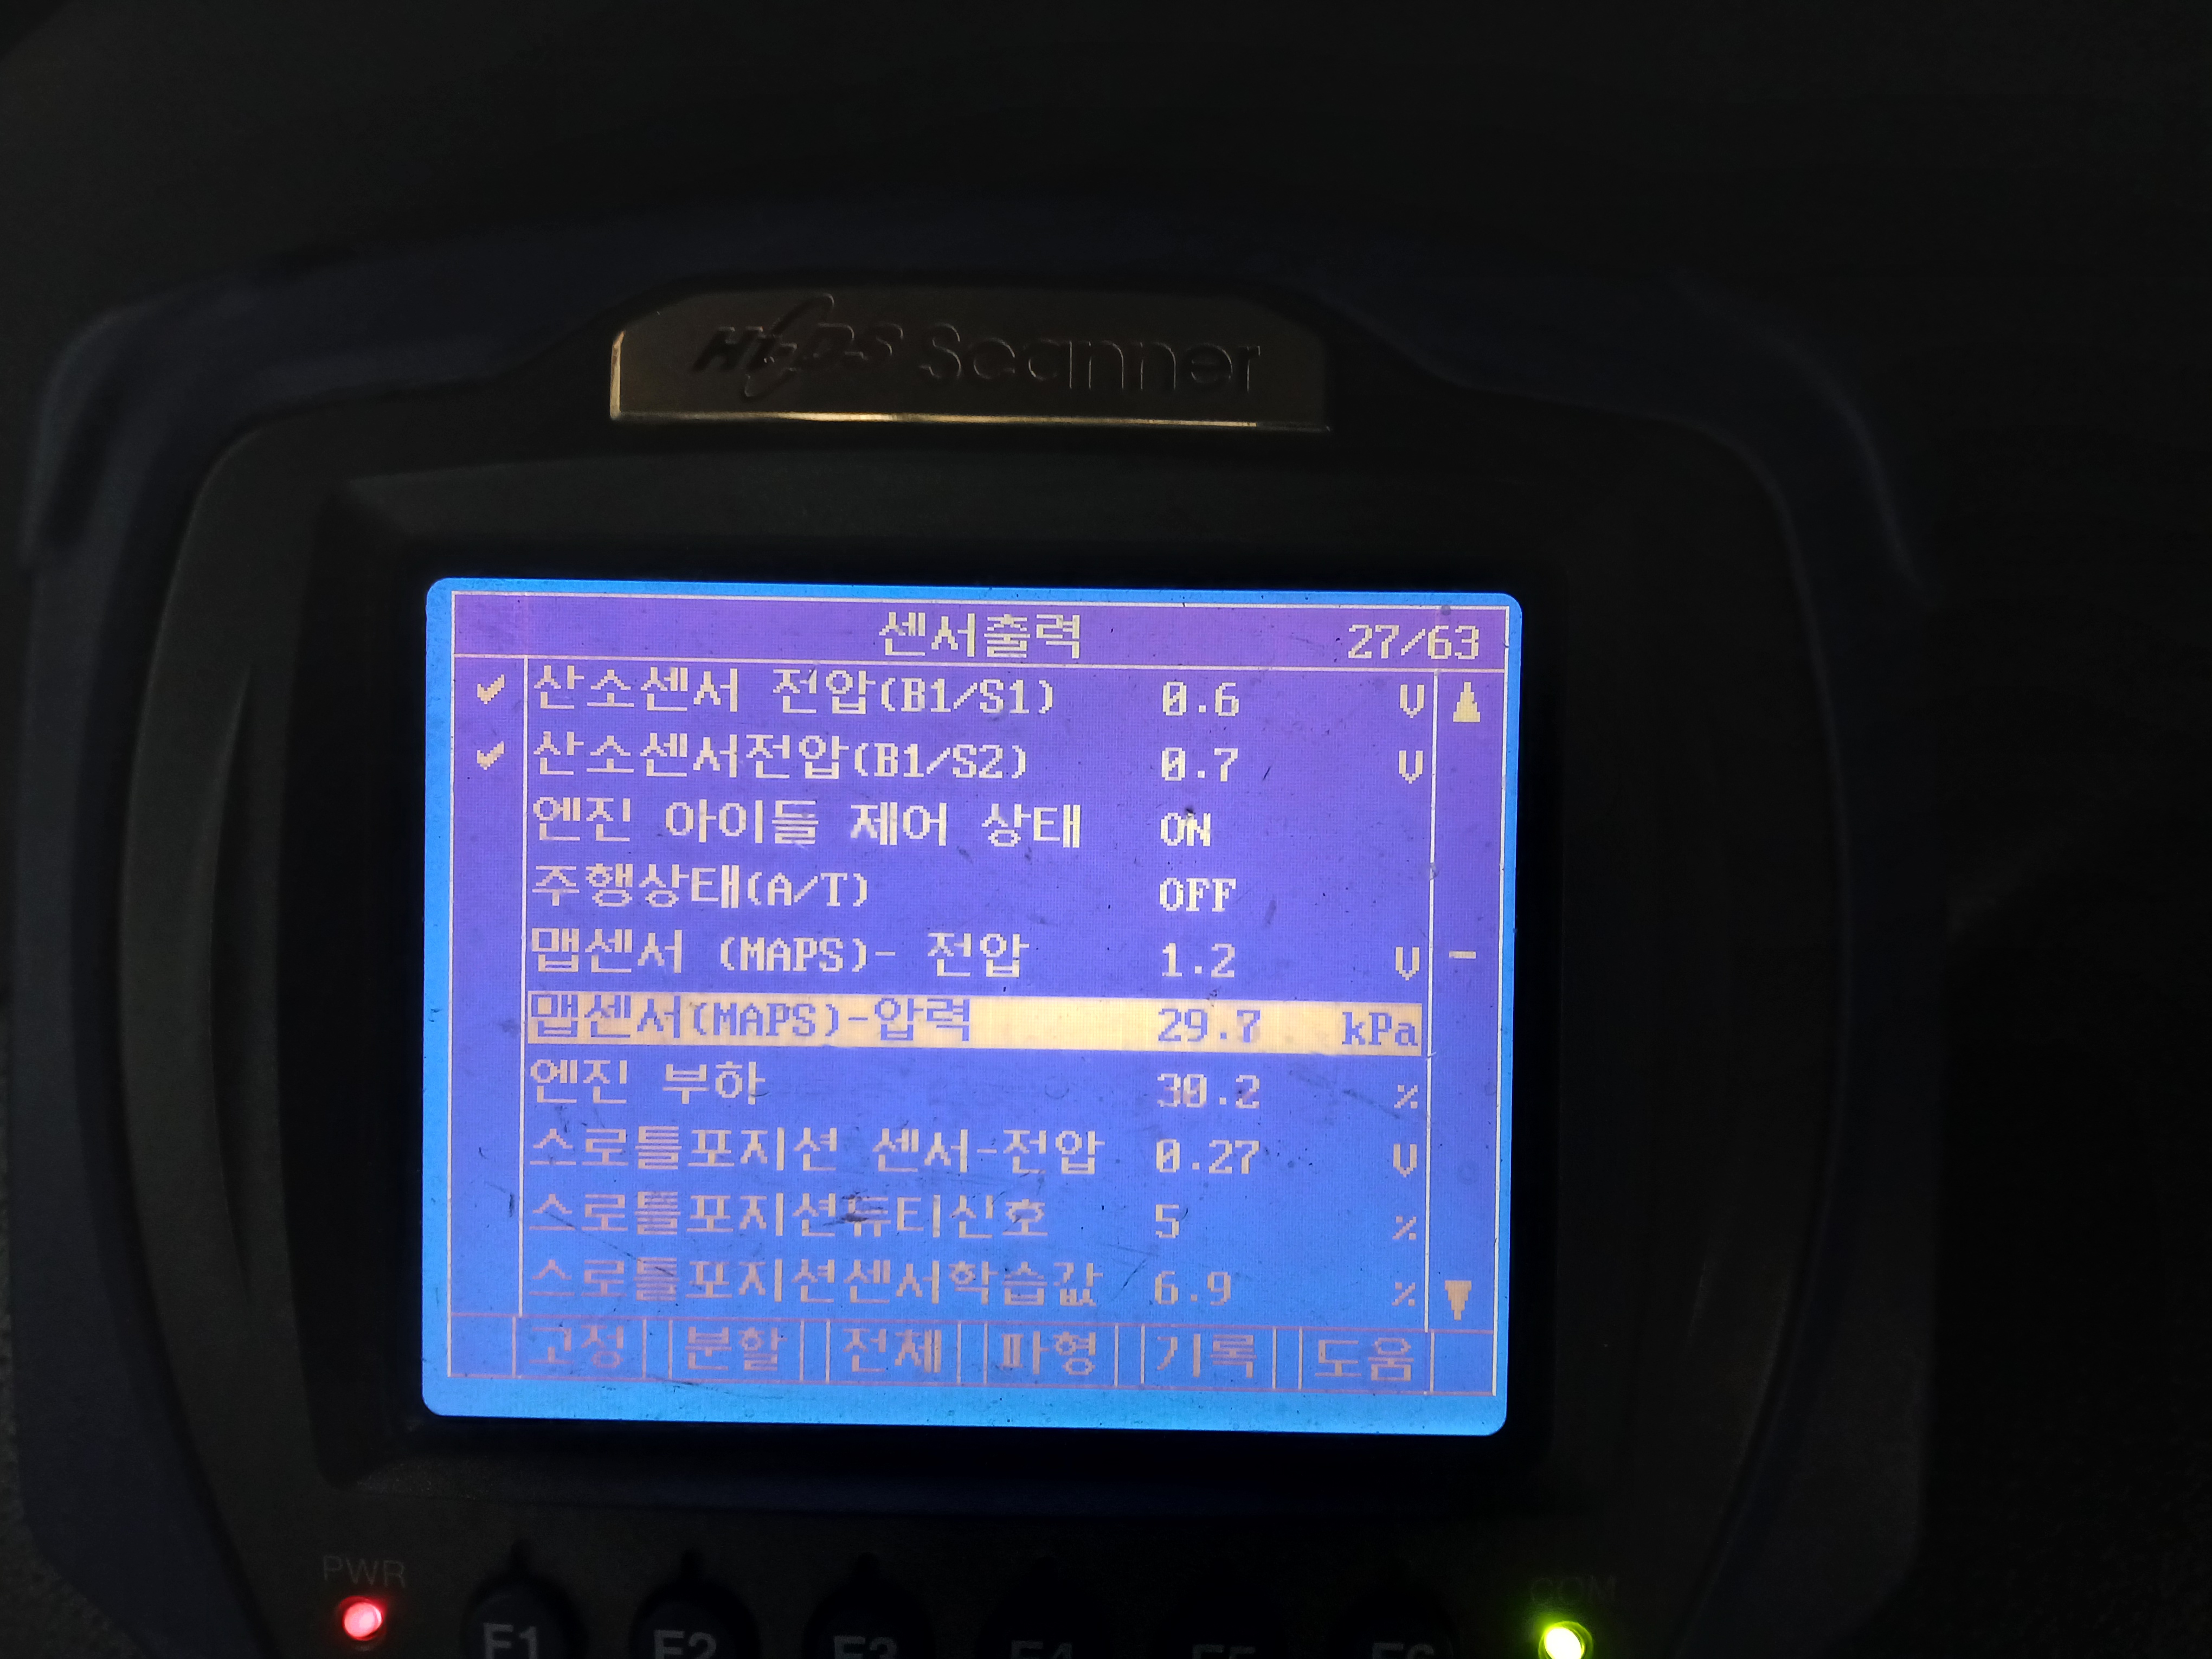 HI-DS Scanner
센서출력 27/63
✔ 산소센서 전압(B1/S1) 0.6 V ▲
✔ 산소센서전압(B1/S2) 0.7 V
엔진 아이들 제어 상태 ON
주행상태(A/T) OFF
맵센서 (MAPS)- 전압 1.2 V
맵센서(MAPS)-압력 29.7 kPa
엔진 부하 30.2 %
스로틀포지션 센서-전압 0.27 V
스로틀포지션듀티신호 5 %
스로틀포지션센서학습값 6.9 % ▼
고정 분할 전체 파형 기록 도움
PWR COM
F1 F2 F3 F4 F5 F6